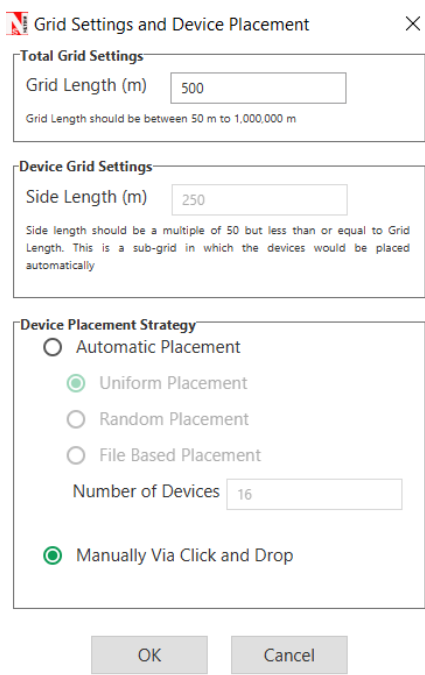 Grid Settings and Device Placement
Total Grid Settings
Grid Length (m) 500
Grid Length should be between 50 m to 1,000,000 m
Device Grid Settings
Side Length (m) 250
Side length should be a multiple of 50 but less than or equal to Grid
Length. This is a sub-grid in which the devices would be placed
automatically
Device Placement Strategy
Automatic Placement
Uniform Placement
Random Placement
File Based Placement
Number of Devices 16
Manually Via Click and Drop
OK Cancel